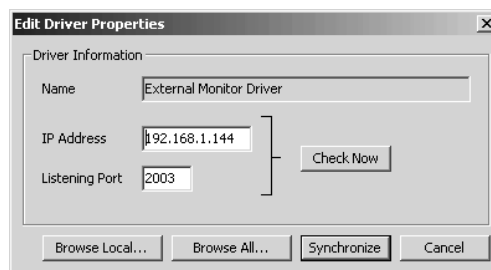 Edit Driver Properties
Driver Information
Name External Monitor Driver
IP Address 192.168.1.144
Check Now
Listening Port 2003
Browse Local... Browse All... Synchronize Cancel